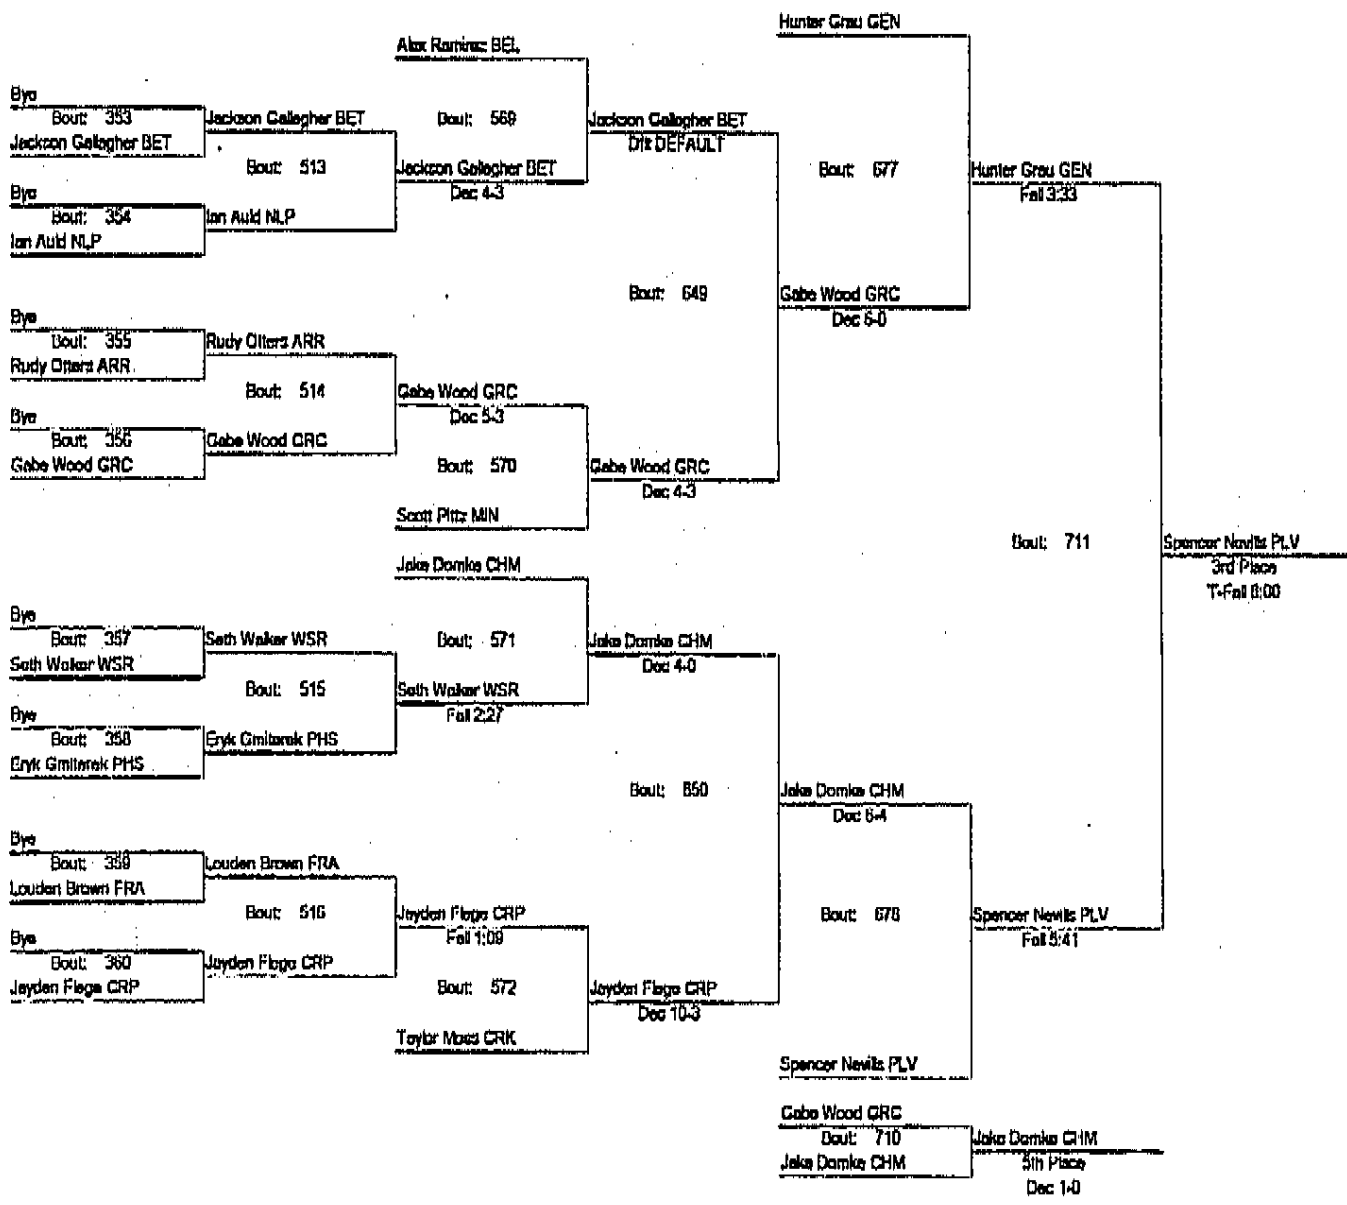 Hunter Grau GEN
Alex Ramirez BEL
Bye
Bout: 353
Jackson Gallagher BET
Jackson Gallagher BET
Bout: 569
Jackson Gallagher BET
Dft DEFAULT
Bout: 513
Jackson Gallagher BET
Dec 4-3
Bout: 677
Hunter Grau GEN
Fall 3:33
Bye
Bout: 354
Ian Auld NLP
Ian Auld NLP
Bout: 649
Gabe Wood GRC
Dec 6-0
Bye
Bout: 355
Rudy Otters ARR
Rudy Otters ARR
Bout: 514
Gabe Wood GRC
Dec 5-3
Bye
Bout: 356
Gabe Wood GRC
Gabe Wood GRC
Bout: 570
Gabe Wood GRC
Dec 4-3
Scott Pittz MIN
Bout: 711
Spencer Nevills PLV
3rd Place
T-Fall 6:00
Jake Domke CHM
Bye
Bout: 357
Seth Walker WSR
Seth Walker WSR
Bout: 571
Jake Domke CHM
Dec 4-0
Bout: 515
Seth Walker WSR
Fall 2:27
Bye
Bout: 358
Eryk Gmiterek PHS
Eryk Gmiterek PHS
Bout: 650
Jake Domke CHM
Dec 6-4
Bye
Bout: 359
Louden Brown FRA
Louden Brown FRA
Bout: 516
Jayden Flaga CRP
Fall 1:09
Bout: 678
Spencer Nevills PLV
Fall 5:41
Bye
Bout: 360
Jayden Flaga CRP
Jayden Flaga CRP
Bout: 572
Jayden Flaga CRP
Dec 10-3
Taylor Moss CRK
Spencer Nevills PLV
Gabe Wood GRC
Bout: 710
Jake Domke CHM
Jake Domke CHM
5th Place
Dec 1-0